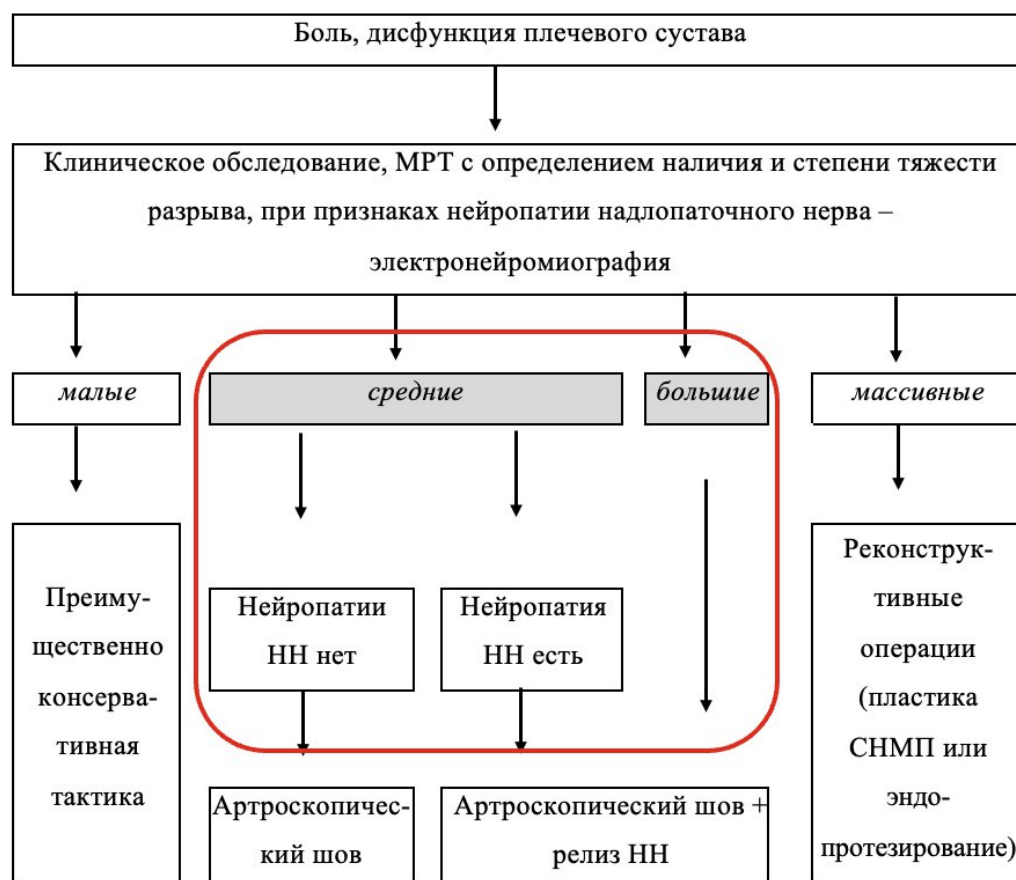 Боль, дисфункция плечевого сустава
Клиническое обследование, МРТ с определением наличия и степени тяжести
разрыва, при признаках нейропатии надлопаточного нерва –
электронейромиография
малые
средние
большие
массивные
Преиму-
щественно
консерва-
тивная
тактика
Нейропатии
НН нет
Нейропатия
НН есть
Артроскопичес-
кий шов
Артроскопический шов +
релиз НН
Реконструк-
тивные
операции
(пластика
СНМП или
эндо-
протезирование)